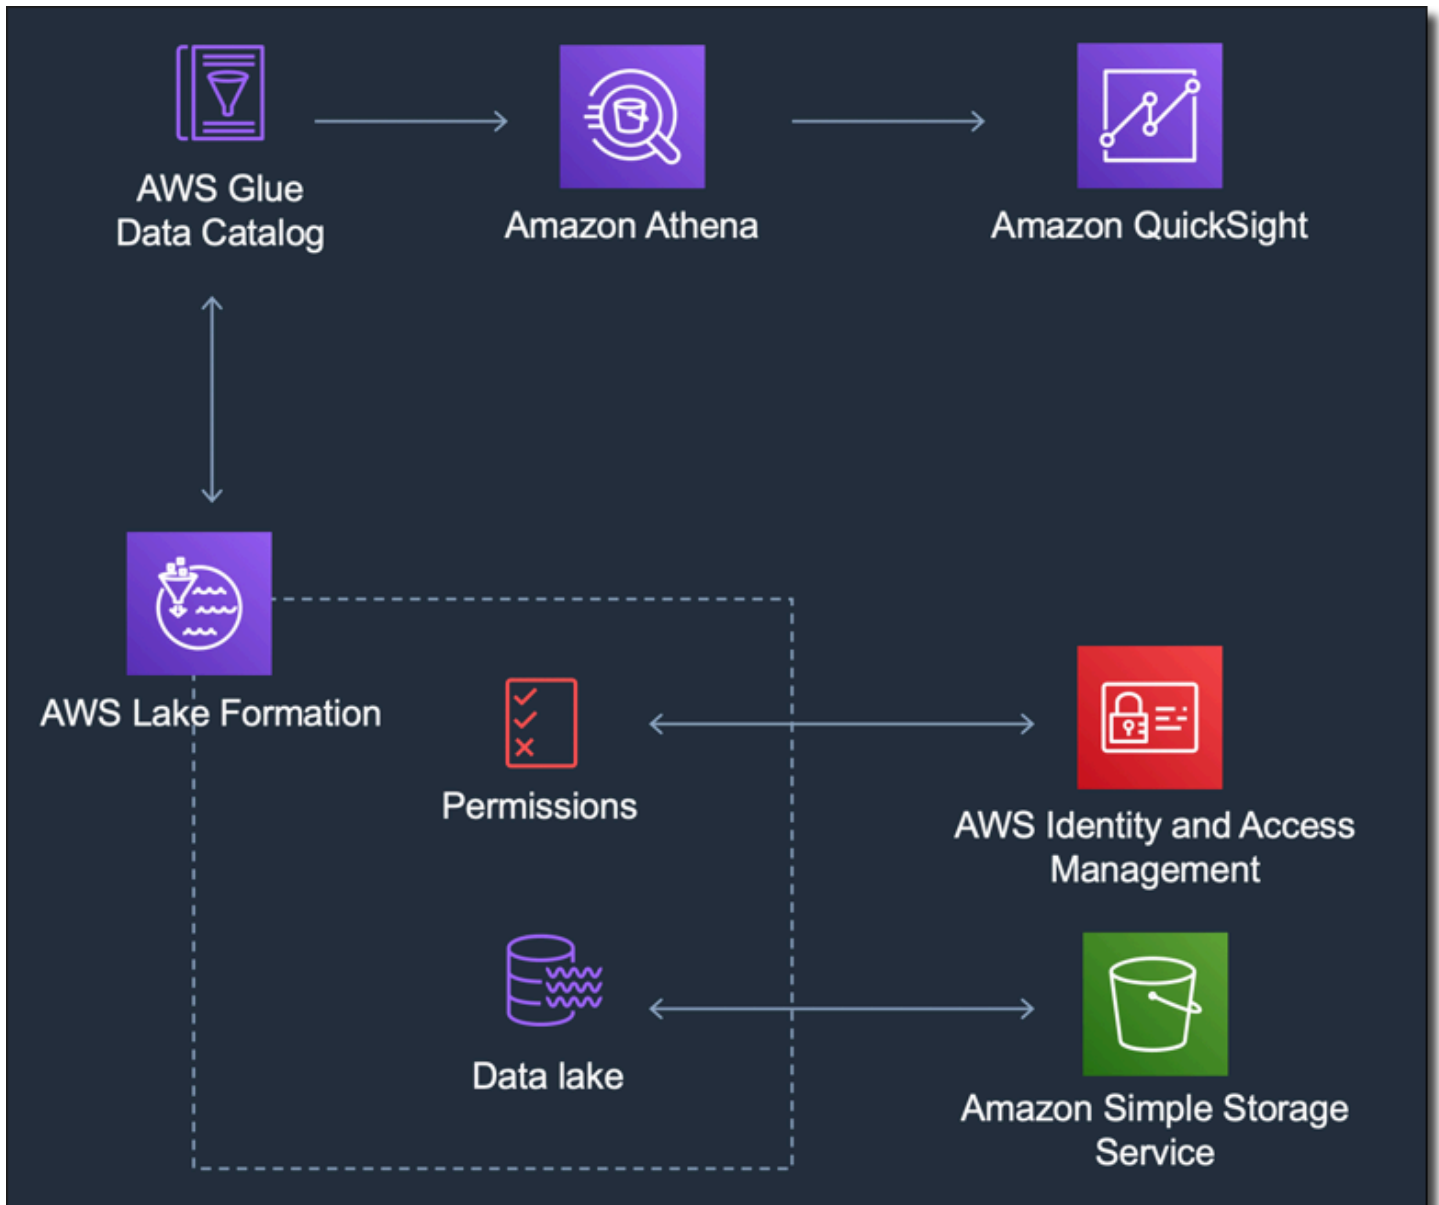 AWS Glue
Data Catalog
Amazon Athena
Amazon QuickSight
AWS Lake Formation
Permissions
AWS Identity and Access
Management
Data lake
Amazon Simple Storage
Service